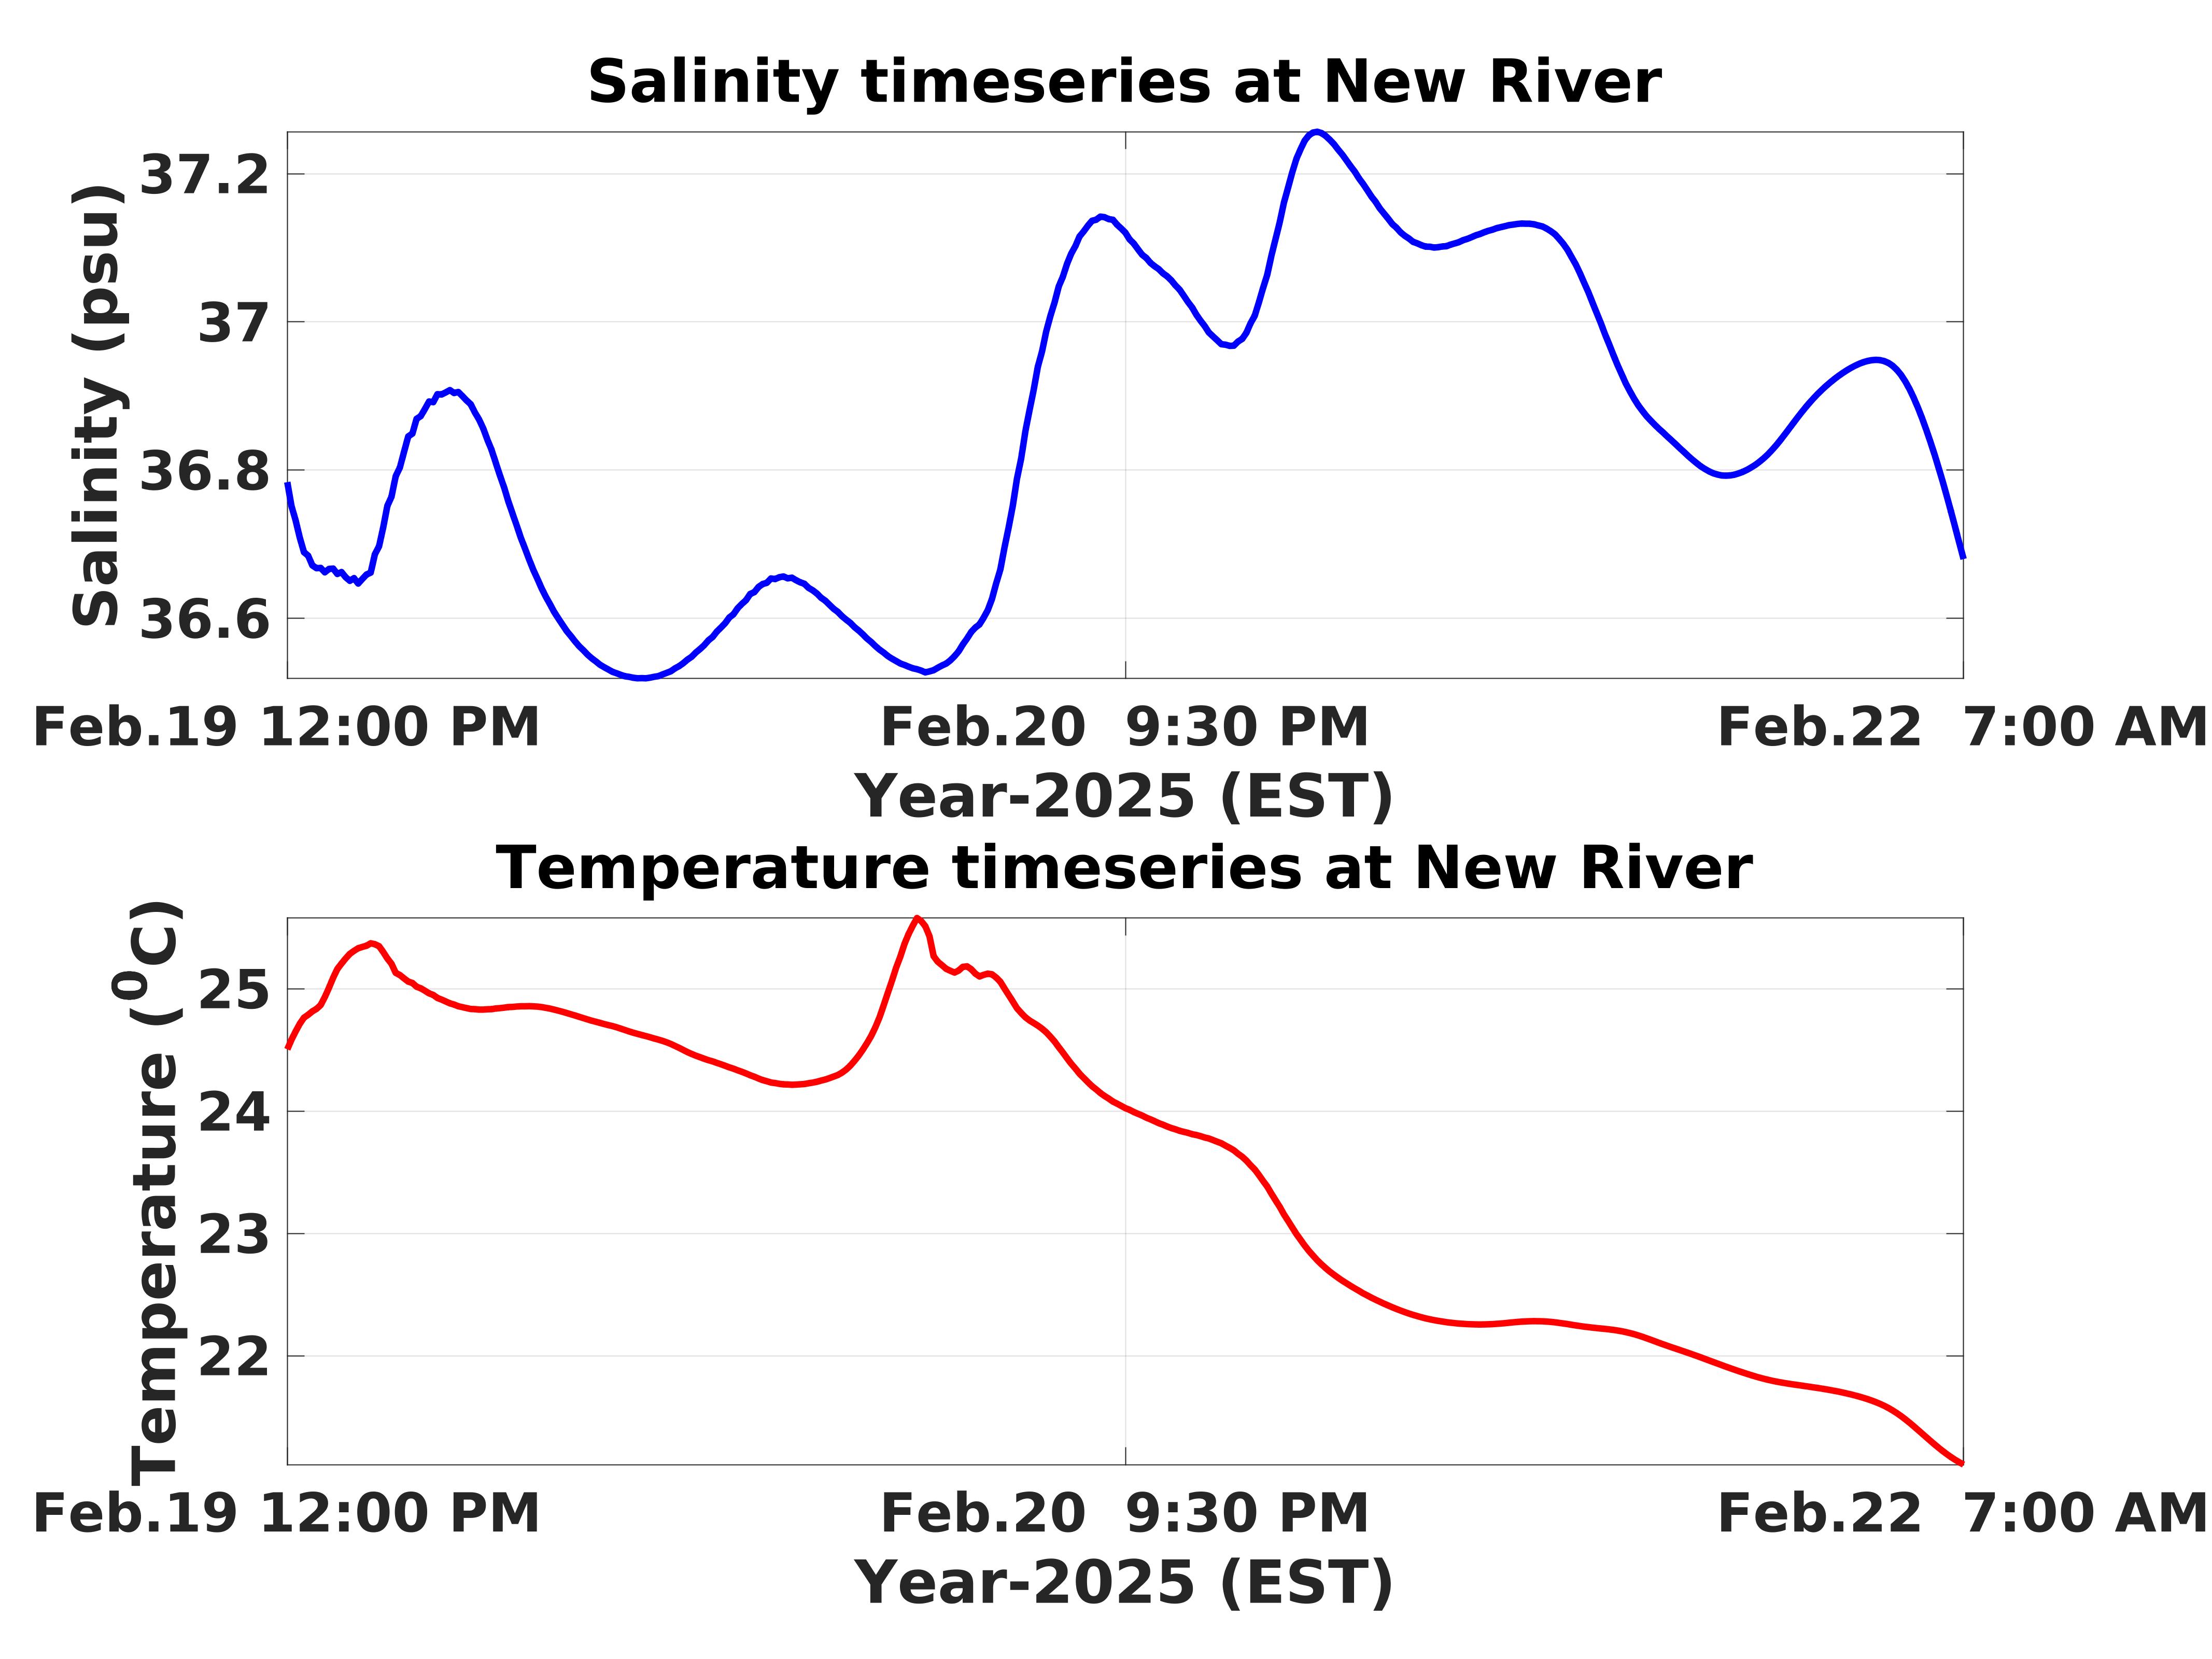 Salinity timeseries at New River
Salinity (psu)
37.2
37
36.8
36.6
Feb.19 12:00 PM
Feb.20  9:30 PM
Feb.22  7:00 AM
Year-2025 (EST)
Temperature timeseries at New River
Temperature (⁰C)
25
24
23
22
Feb.19 12:00 PM
Feb.20  9:30 PM
Feb.22  7:00 AM
Year-2025 (EST)